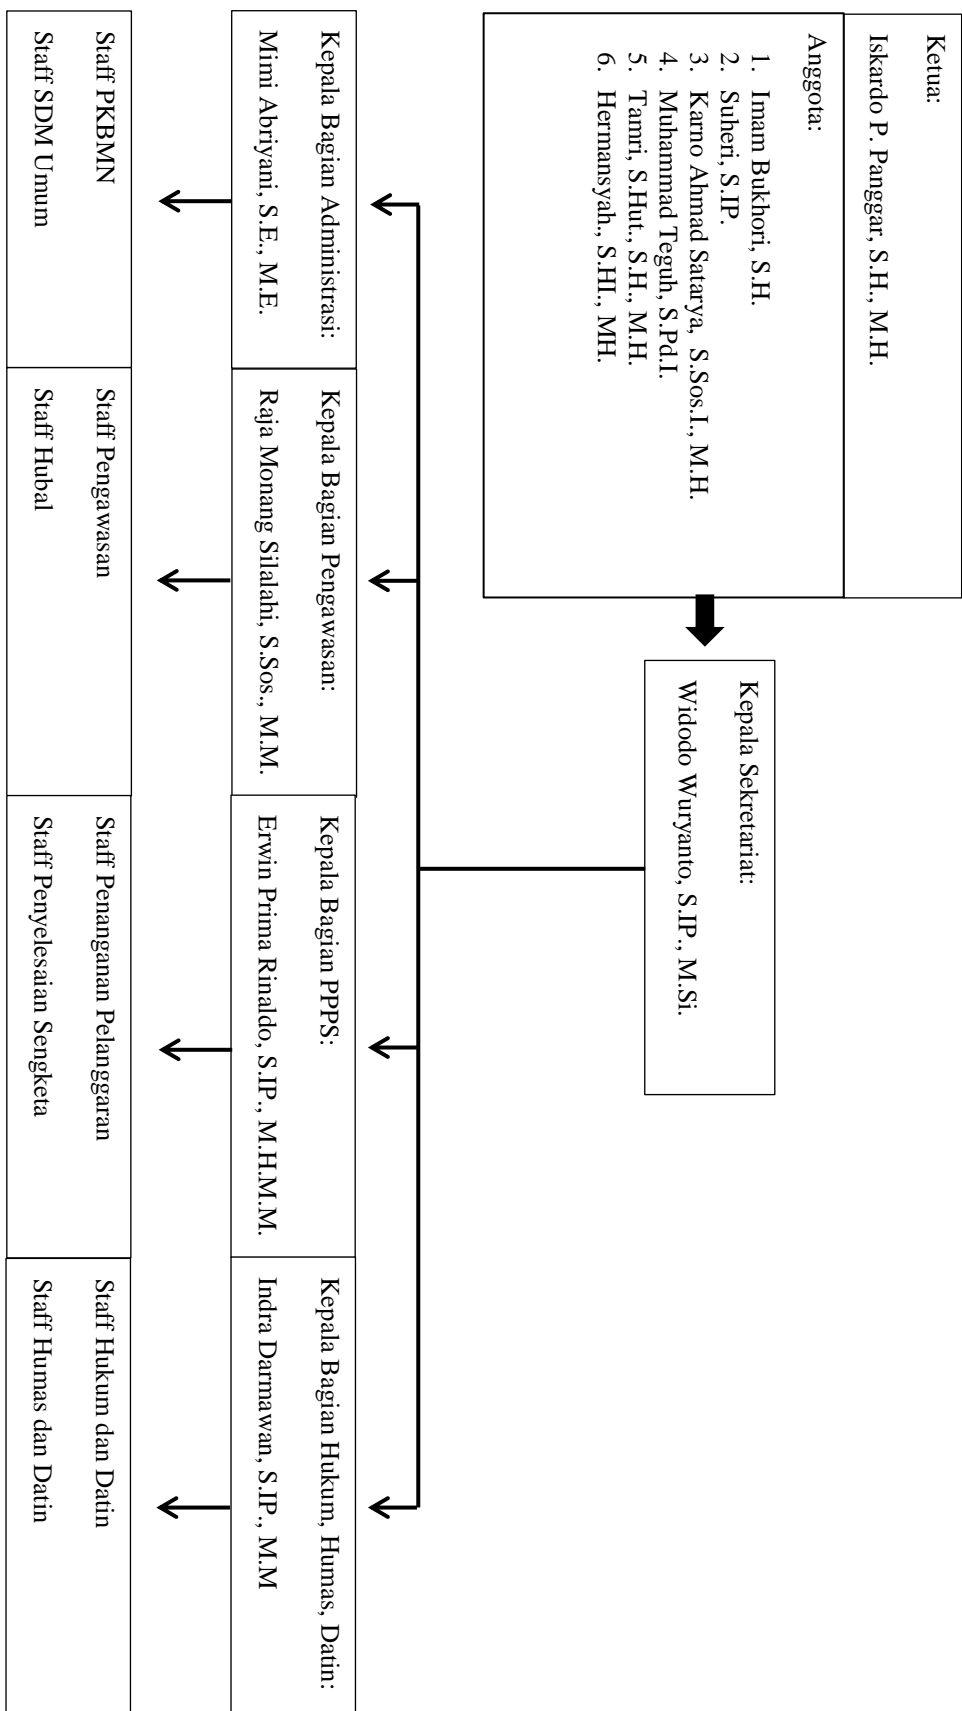 Ketua:
Iskardo P. Panggar, S.H., M.H.
Anggota:
1. Imam Bukhori, S.H.
2. Suheri, S.IP.
3. Karno Ahmad Satarya, S.Sos.I., M.H.
4. Muhammad Teguh, S.Pd.I.
5. Tamri, S.Hut., S.H., M.H.
6. Hermansyah., S.HI., MH.
Kepala Sekretariat:
Widodo Wuryanto, S.IP., M.Si.
Kepala Bagian Administrasi:
Mimi Abriyani, S.E., M.E.
Kepala Bagian Pengawasan:
Raja Monang Silalahi, S.Sos., M.M.
Kepala Bagian PPPS:
Erwin Prima Rinaldo, S.IP., M.H.M.M.
Kepala Bagian Hukum, Humas, Datin:
Indra Darmawan, S.IP., M.M
Staff PKBMN
Staff SDM Umum
Staff Pengawasan
Staff Hubal
Staff Penanganan Pelanggaran
Staff Penyelesaian Sengketa
Staff Hukum dan Datin
Staff Humas dan Datin